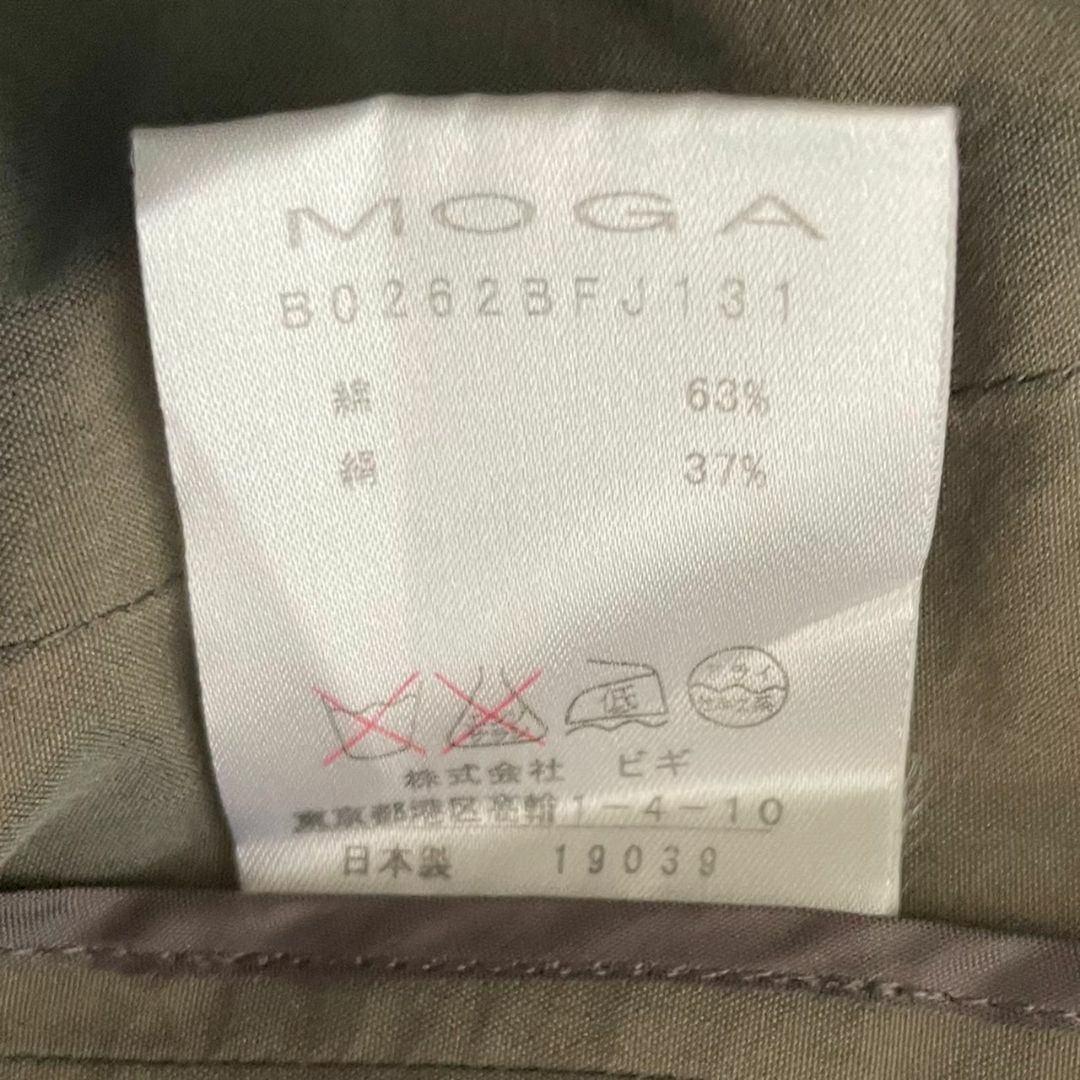 MOGA
B0262BFJ131
綿 63%
絹 37%
低
ドライ
株式会社 ビギ
東京都港区高輪1-4-10
日本製 19039